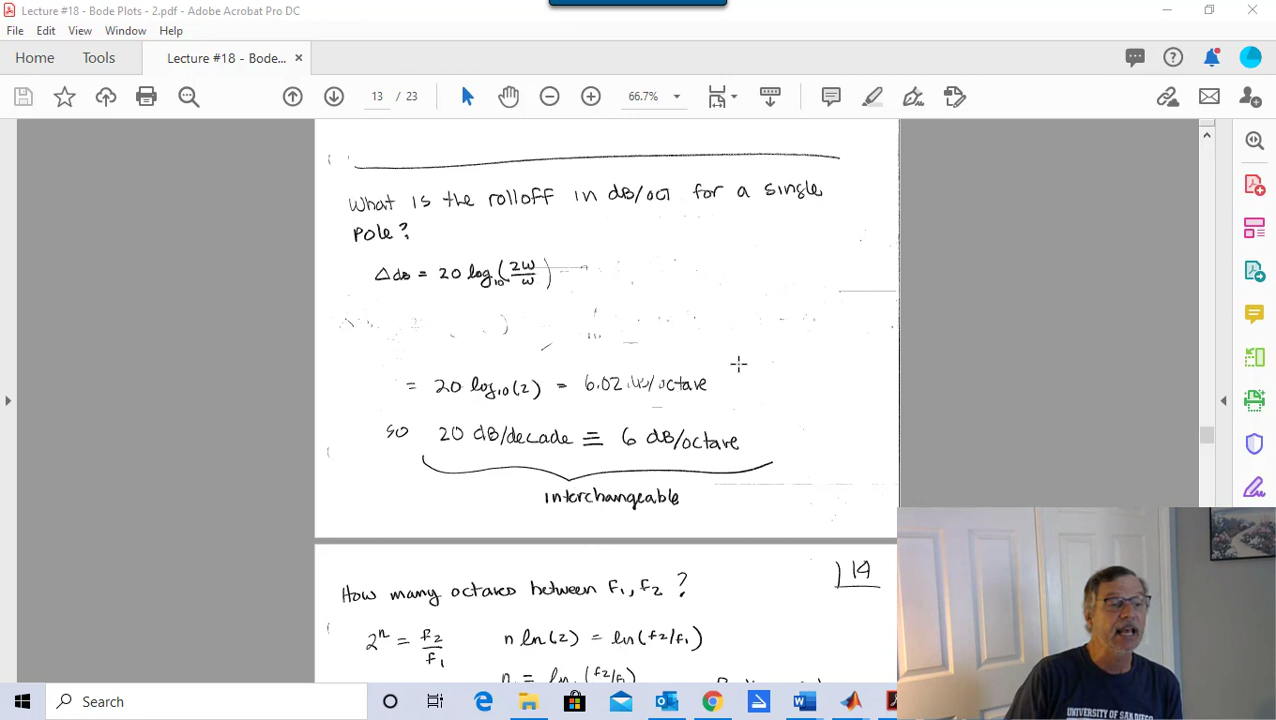 Lecture #18 - Bode Plots - 2.pdf - Adobe Acrobat Pro DC
File Edit View Window Help
Home Tools Lecture #18 - Bode... ×
13 / 23 66.7%
What is the rolloff in dB/oct for a single
pole?
Δdb = 20 log10(2ω/ω)
= 20 log10(2) = 6.02 db/octave
so 20 dB/decade ≡ 6 dB/octave
interchangeable
14
How many octaves between f1, f2?
2^n = f2/f1 n ln(2) = ln(f2/f1)
n = ln(f2/f1)
Search
UNIVERSITY OF SAN DIEGO